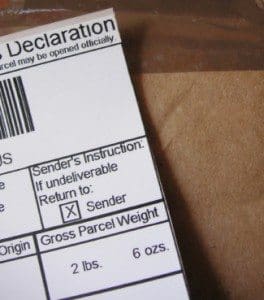 Declaration
parcel may be opened officially
US
Sender's Instruction:
If undeliverable
Return to:
X Sender
Origin
Gross Parcel Weight
2 lbs. 6 ozs.